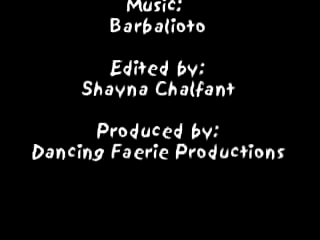 Music:
Barbalioto
Edited by:
Shayna Chalfant
Produced by:
Dancing Faerie Productions